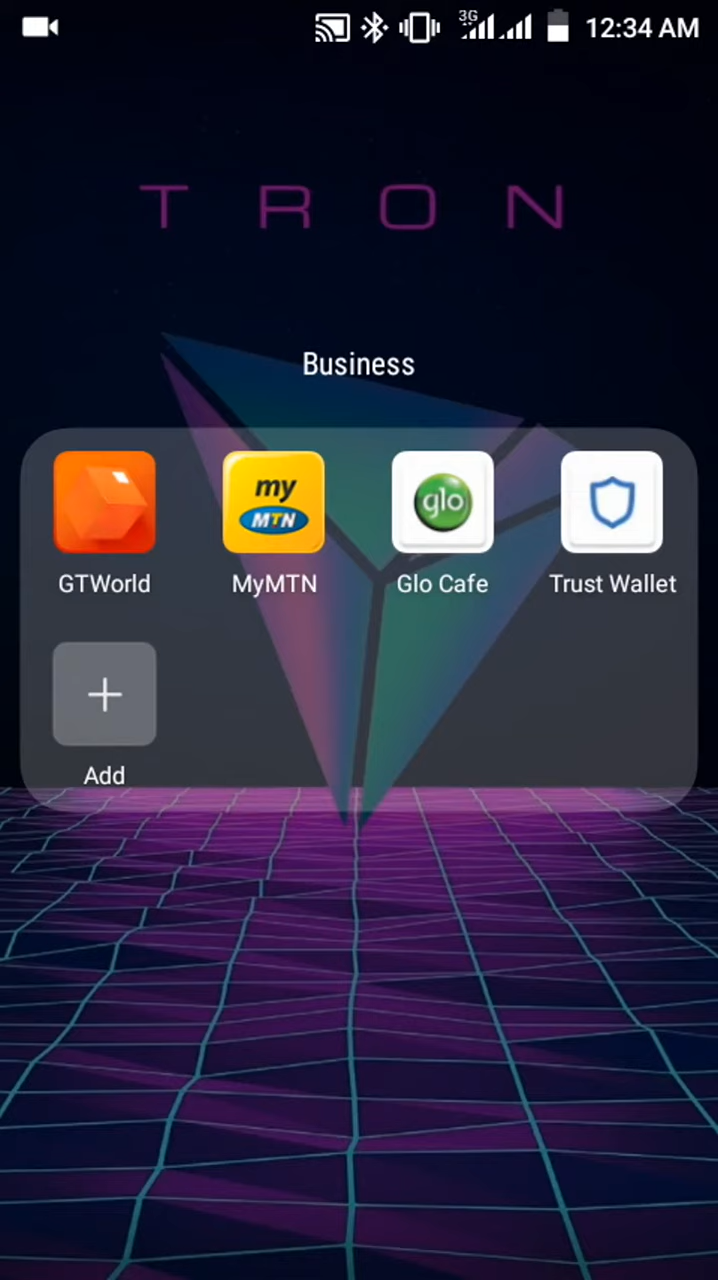 3G 12:34 AM
TRON
Business
my
MTN
glo
GTWorld MyMTN Glo Cafe Trust Wallet
Add